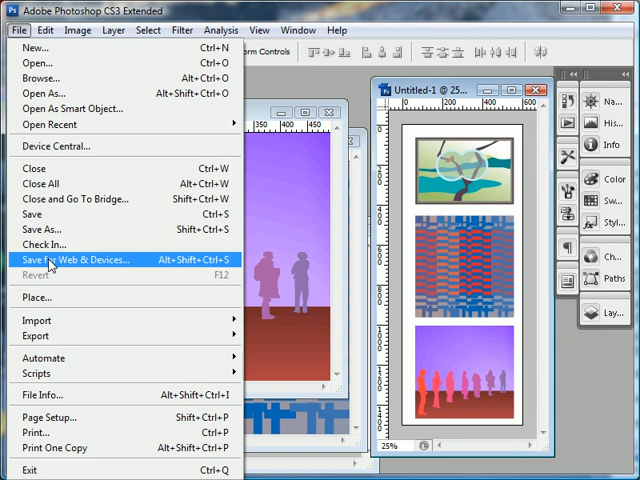 Ps Adobe Photoshop CS3 Extended
File Edit Image Layer Select Filter Analysis View Window Help
New... Ctrl+N
Open... Ctrl+O
Browse... Alt+Ctrl+O
Open As... Alt+Shift+Ctrl+O
Open As Smart Object...
Open Recent
Device Central...
Close Ctrl+W
Close All Alt+Ctrl+W
Close and Go To Bridge... Shift+Ctrl+W
Save Ctrl+S
Save As... Shift+Ctrl+S
Check In...
Save for Web & Devices... Alt+Shift+Ctrl+S
Revert F12
Place...
Import
Export
Automate
Scripts
File Info... Alt+Shift+Ctrl+I
Page Setup... Shift+Ctrl+P
Print... Ctrl+P
Print One Copy Alt+Shift+Ctrl+P
Exit Ctrl+Q
orm Controls
350 400 450
Untitled-1 @ 25...
0 200 400 600
25%
Na...
His...
Info
Color
Sw...
Styl...
Ch...
Paths
Lay...